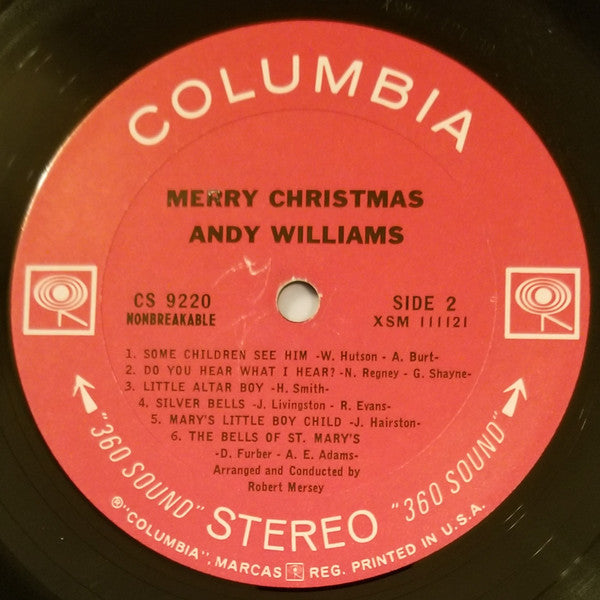 COLUMBIA
MERRY CHRISTMAS
ANDY WILLIAMS
CS 9220
NONBREAKABLE
SIDE 2
XSM 111121
1. SOME CHILDREN SEE HIM -W. Hutson - A. Burt-
2. DO YOU HEAR WHAT I HEAR? -N. Regney - G. Shayne-
3. LITTLE ALTAR BOY -H. Smith-
4. SILVER BELLS -J. Livingston - R. Evans-
5. MARY'S LITTLE BOY CHILD -J. Hairston-
6. THE BELLS OF ST. MARY'S
-D. Furber - A. E. Adams-
Arranged and Conducted by
Robert Mersey
"360 SOUND" STEREO "360 SOUND"
®"COLUMBIA", MARCAS REG. PRINTED IN U.S.A.